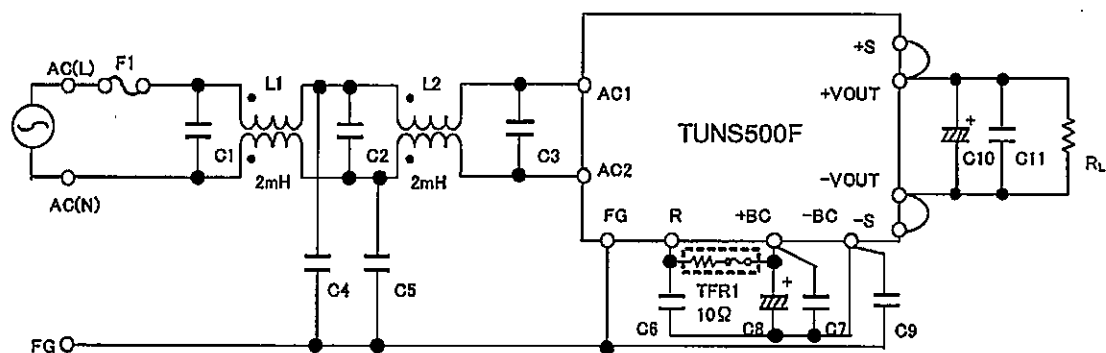 AC(L)
F1
L1
L2
C1
2mH
C2
2mH
C3
AC(N)
C4
C5
FG
AC1
AC2
TUNS500F
+S
+VOUT
-VOUT
-S
FG
R
+BC
-BC
TFR1
10Ω
C6
C8
C7
C9
C10
C11
RL